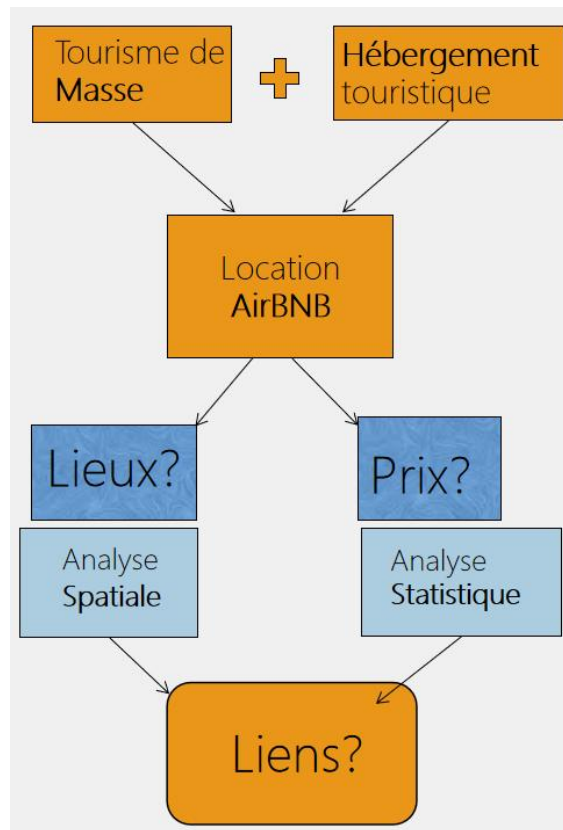 Tourisme de
Masse
Hébergement
touristique
Location
AirBNB
Lieux?
Prix?
Analyse
Spatiale
Analyse
Statistique
Liens?